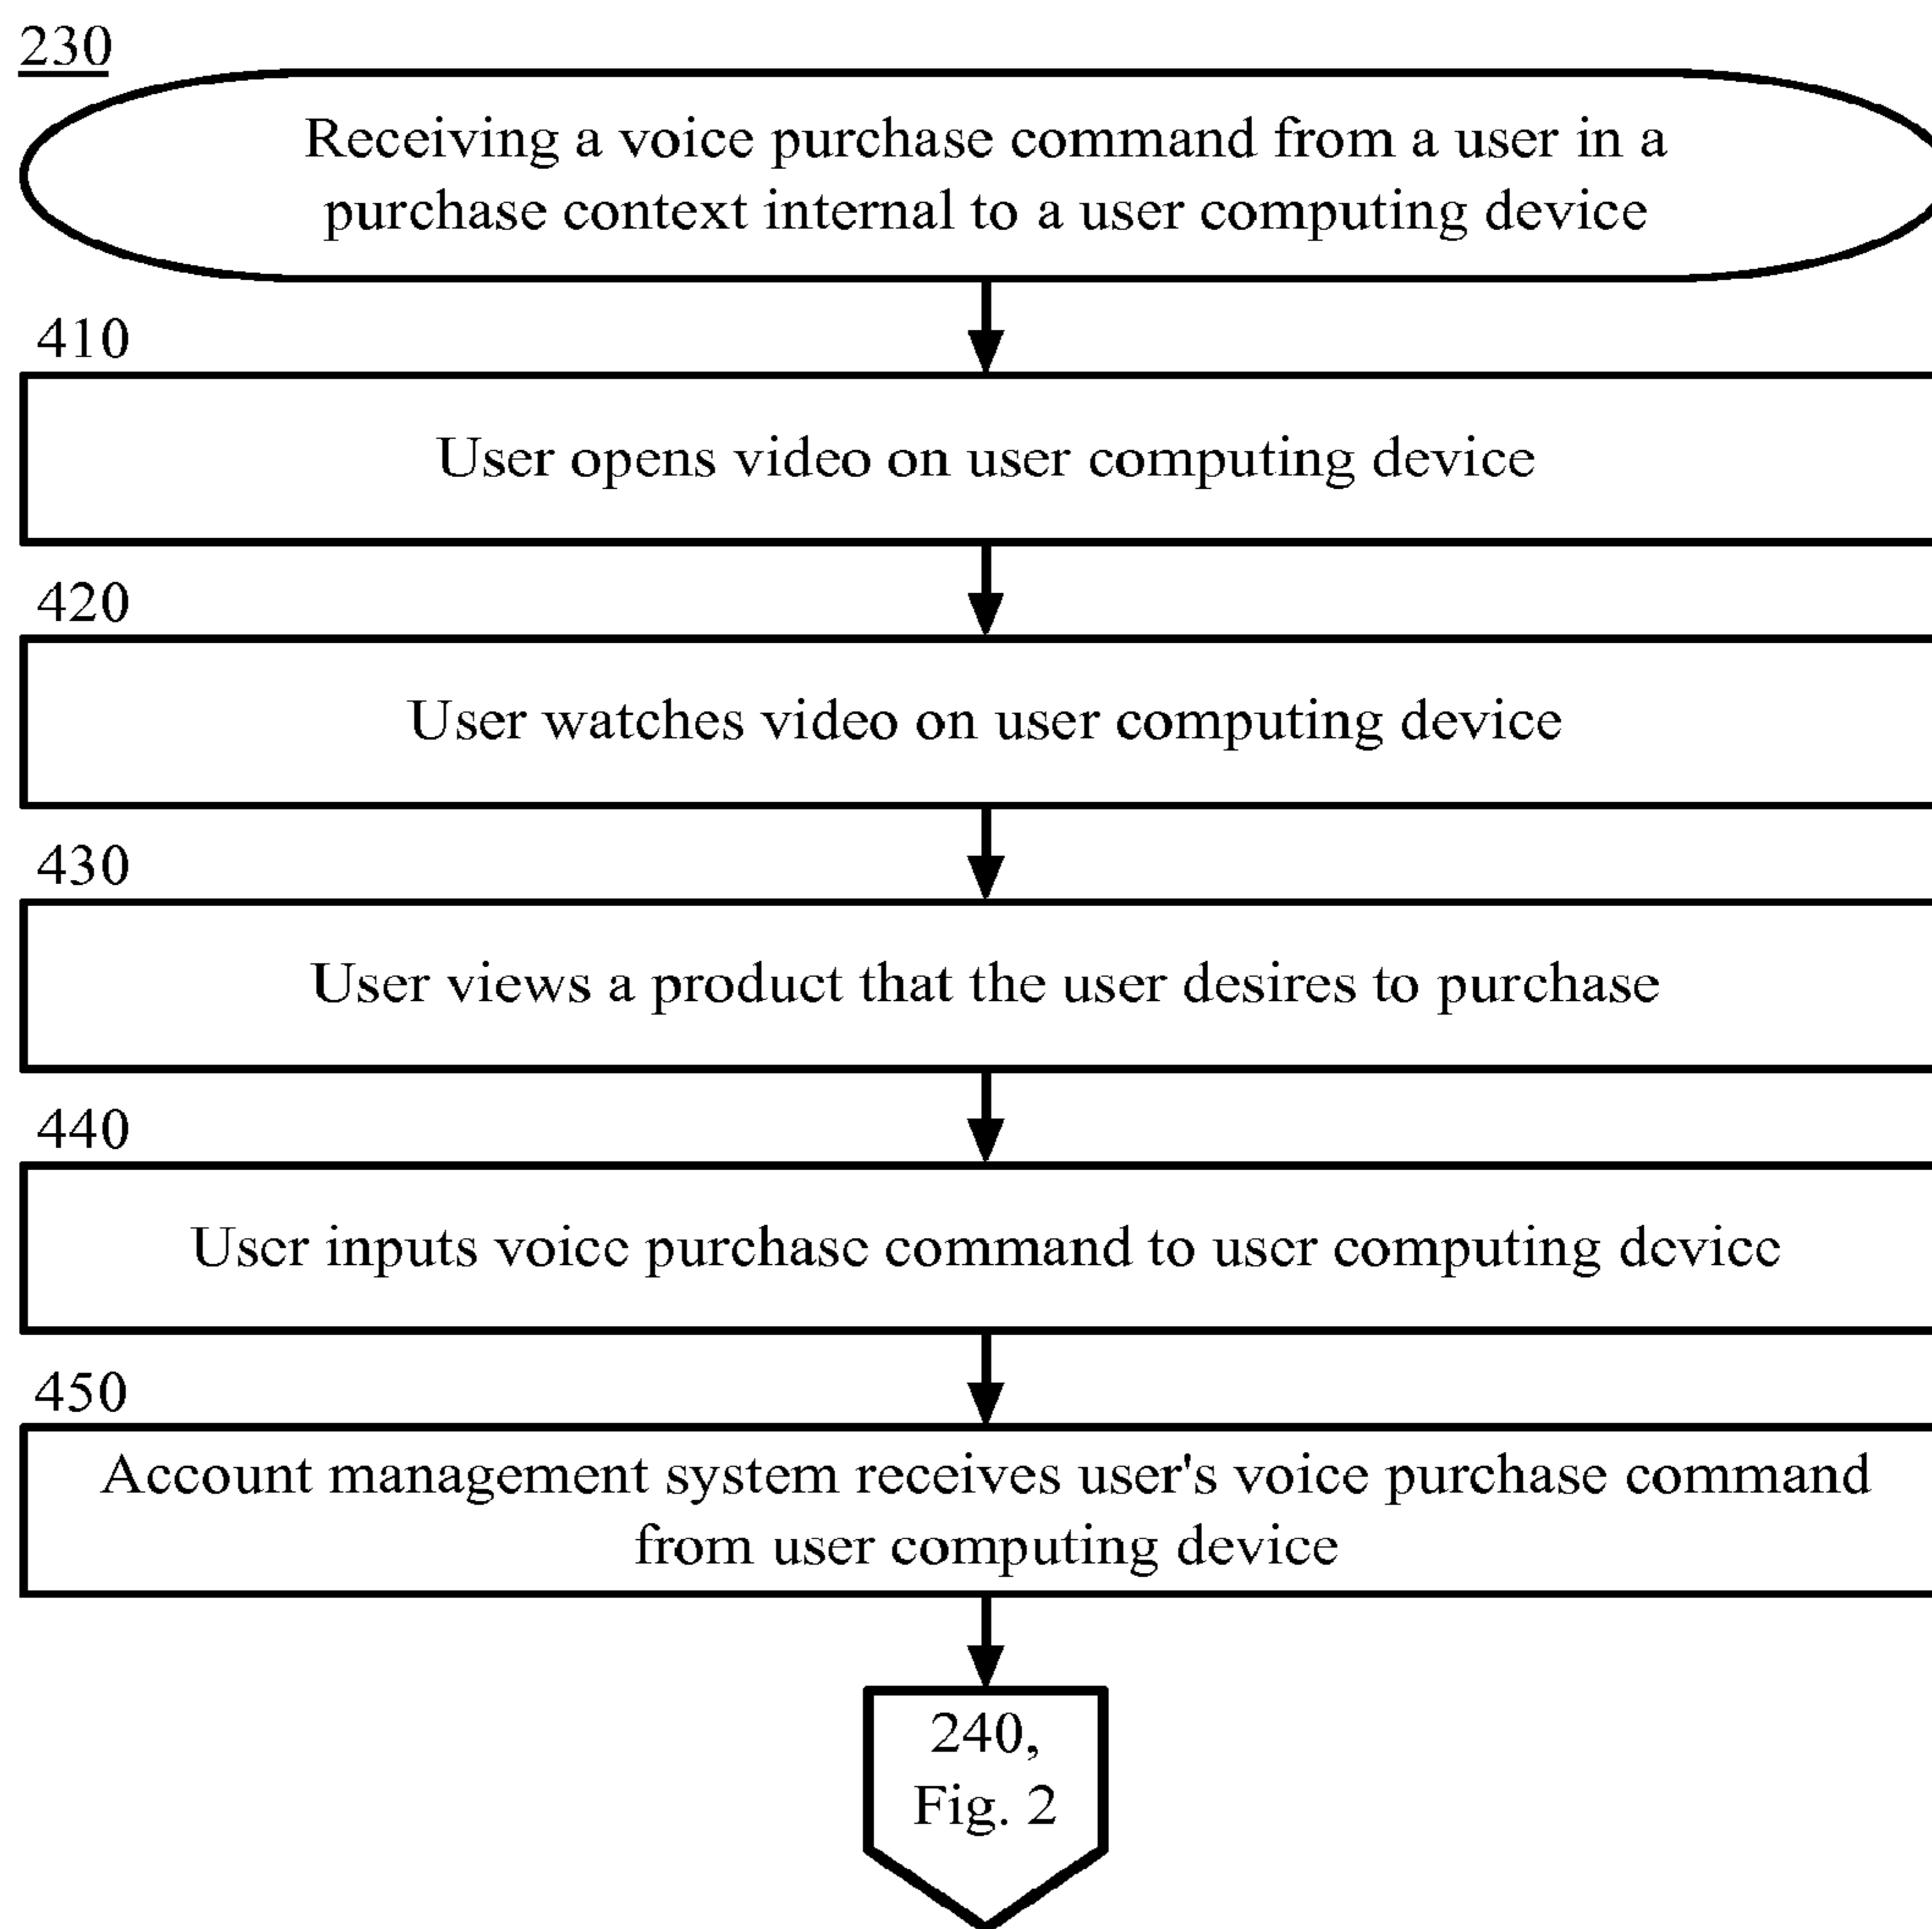 230
Receiving a voice purchase command from a user in a
purchase context internal to a user computing device
410
User opens video on user computing device
420
User watches video on user computing device
430
User views a product that the user desires to purchase
440
User inputs voice purchase command to user computing device
450
Account management system receives user's voice purchase command
from user computing device
240,
Fig. 2